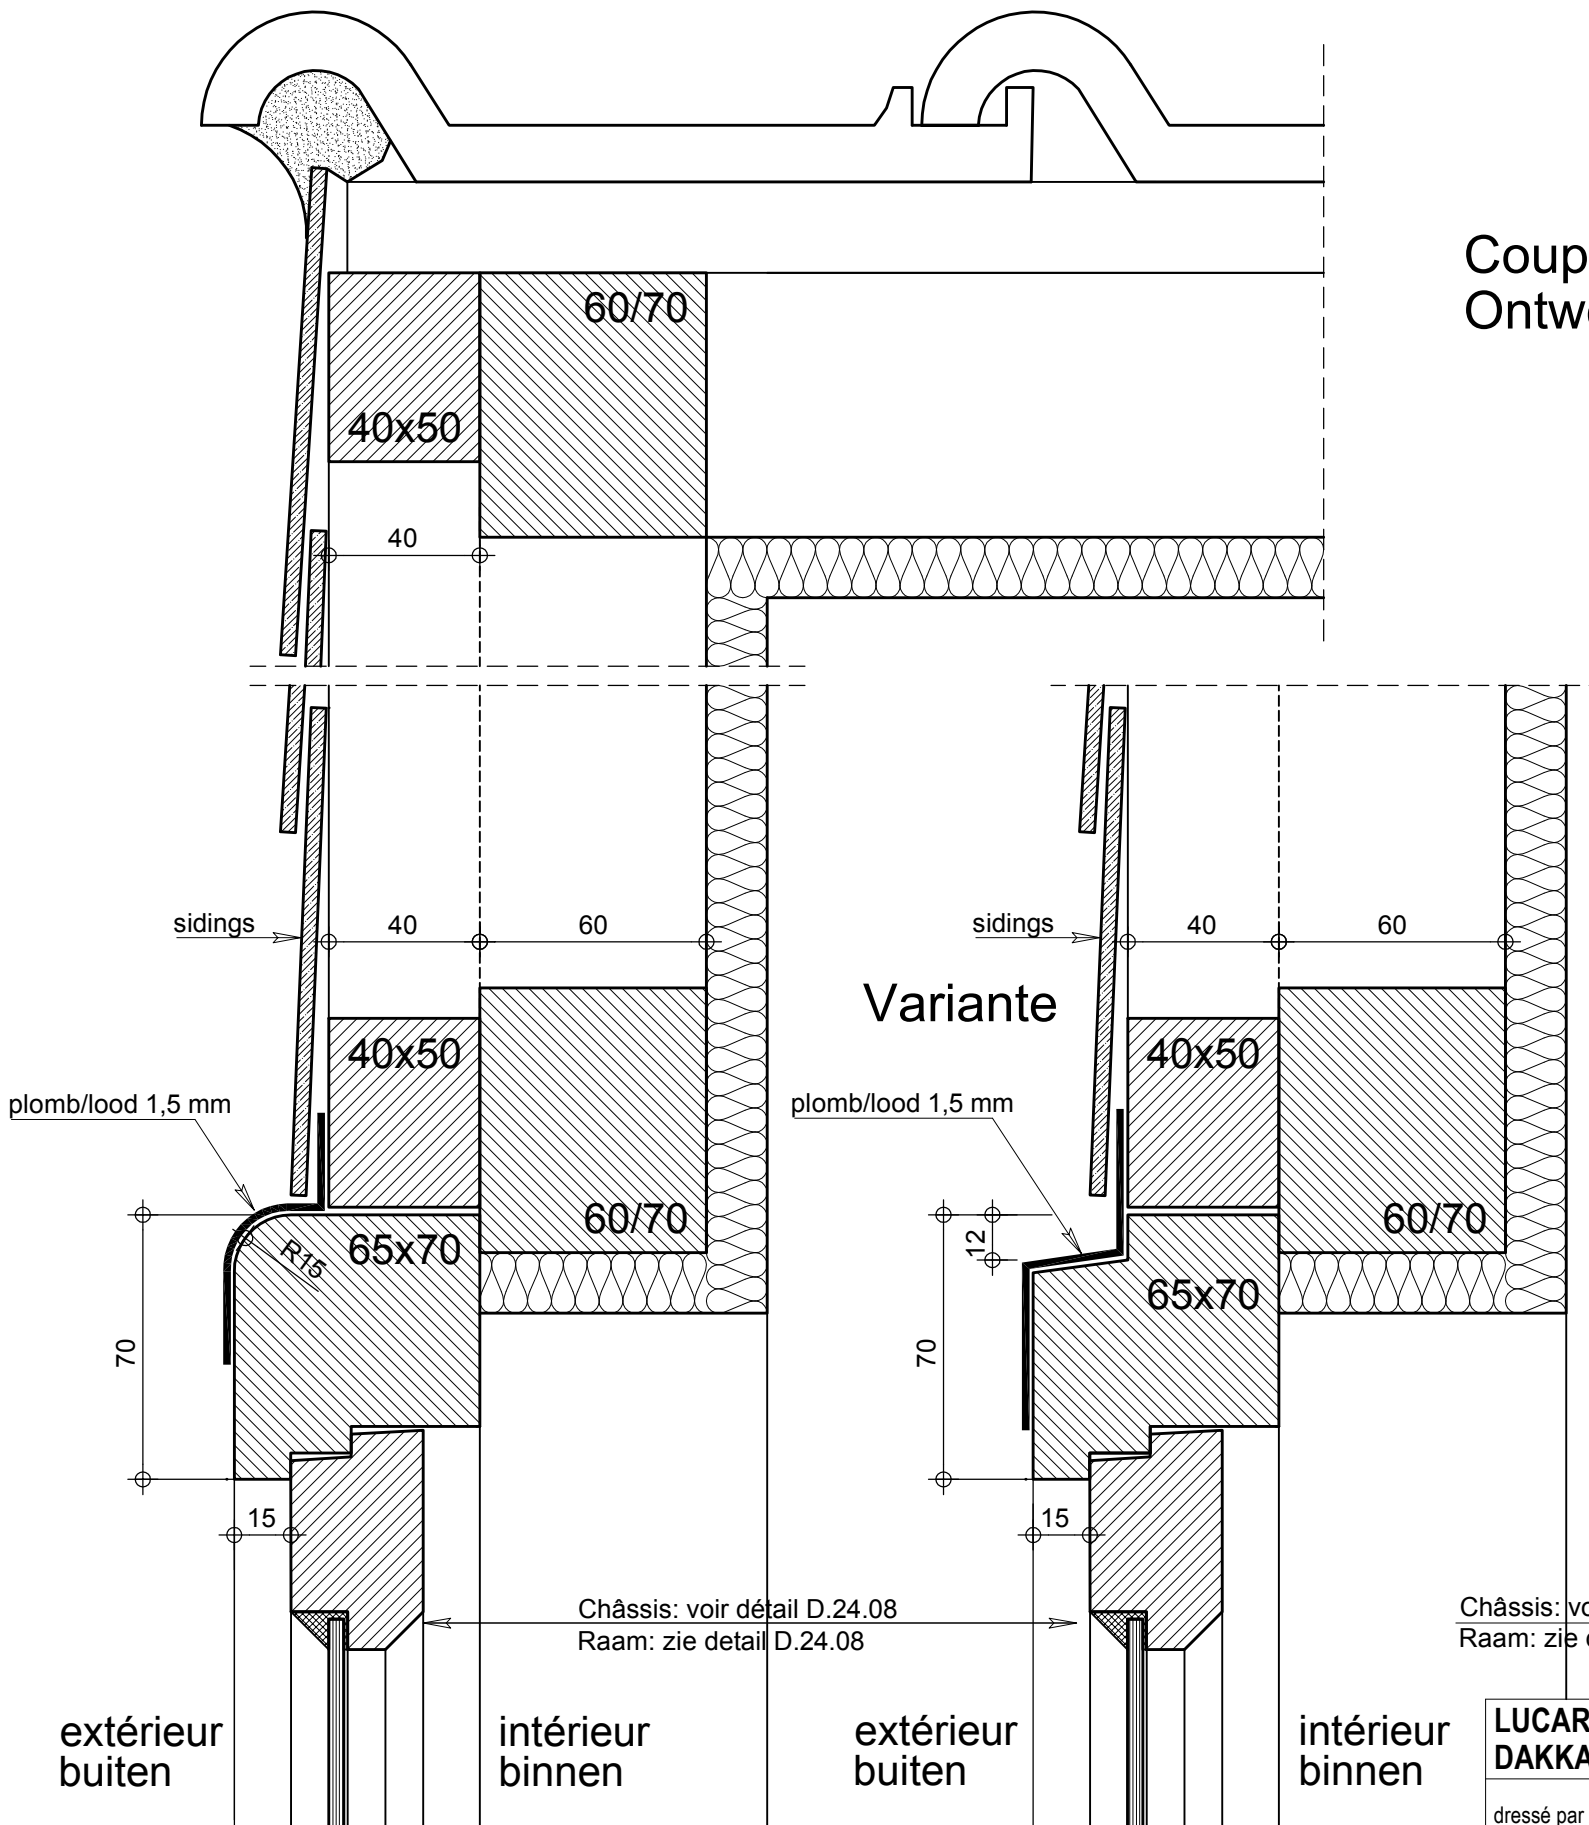 Coup
Ontw
60/70
40x50
40
sidings
40
60
sidings
40
60
Variante
40x50
40x50
plomb/lood 1,5 mm
plomb/lood 1,5 mm
60/70
60/70
R15
65x70
12
65x70
70
70
15
15
Châssis: voir détail D.24.08
Raam: zie detail D.24.08
Châssis: vo
Raam: zie
extérieur
buiten
intérieur
binnen
extérieur
buiten
intérieur
binnen
LUCAR
DAKKA
dressé par